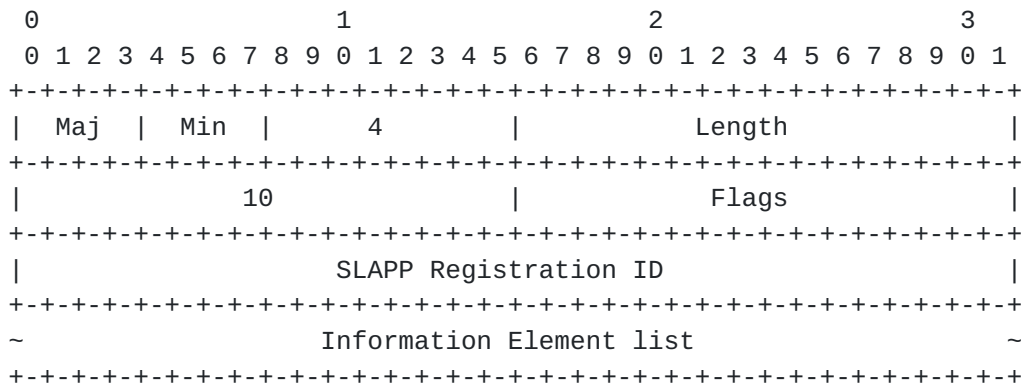 0                   1                   2                   3
 0 1 2 3 4 5 6 7 8 9 0 1 2 3 4 5 6 7 8 9 0 1 2 3 4 5 6 7 8 9 0 1
+-+-+-+-+-+-+-+-+-+-+-+-+-+-+-+-+-+-+-+-+-+-+-+-+-+-+-+-+-+-+-+-+
|  Maj  |  Min  |      4        |           Length              |
+-+-+-+-+-+-+-+-+-+-+-+-+-+-+-+-+-+-+-+-+-+-+-+-+-+-+-+-+-+-+-+-+
|              10               |            Flags              |
+-+-+-+-+-+-+-+-+-+-+-+-+-+-+-+-+-+-+-+-+-+-+-+-+-+-+-+-+-+-+-+-+
|                    SLAPP Registration ID                      |
+-+-+-+-+-+-+-+-+-+-+-+-+-+-+-+-+-+-+-+-+-+-+-+-+-+-+-+-+-+-+-+-+
~                   Information Element list                    ~
+-+-+-+-+-+-+-+-+-+-+-+-+-+-+-+-+-+-+-+-+-+-+-+-+-+-+-+-+-+-+-+-+